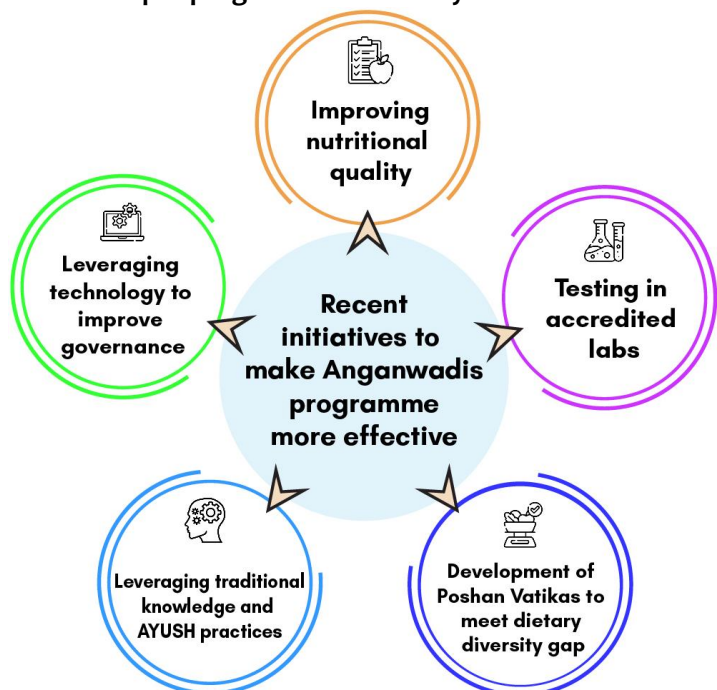 Improving
nutritional
quality
Leveraging
technology to
improve
governance
Testing in
accredited
labs
Recent
initiatives to
make Anganwadis
programme
more effective
Leveraging traditional
knowledge and
AYUSH practices
Development of
Poshan Vatikas to
meet dietary
diversity gap